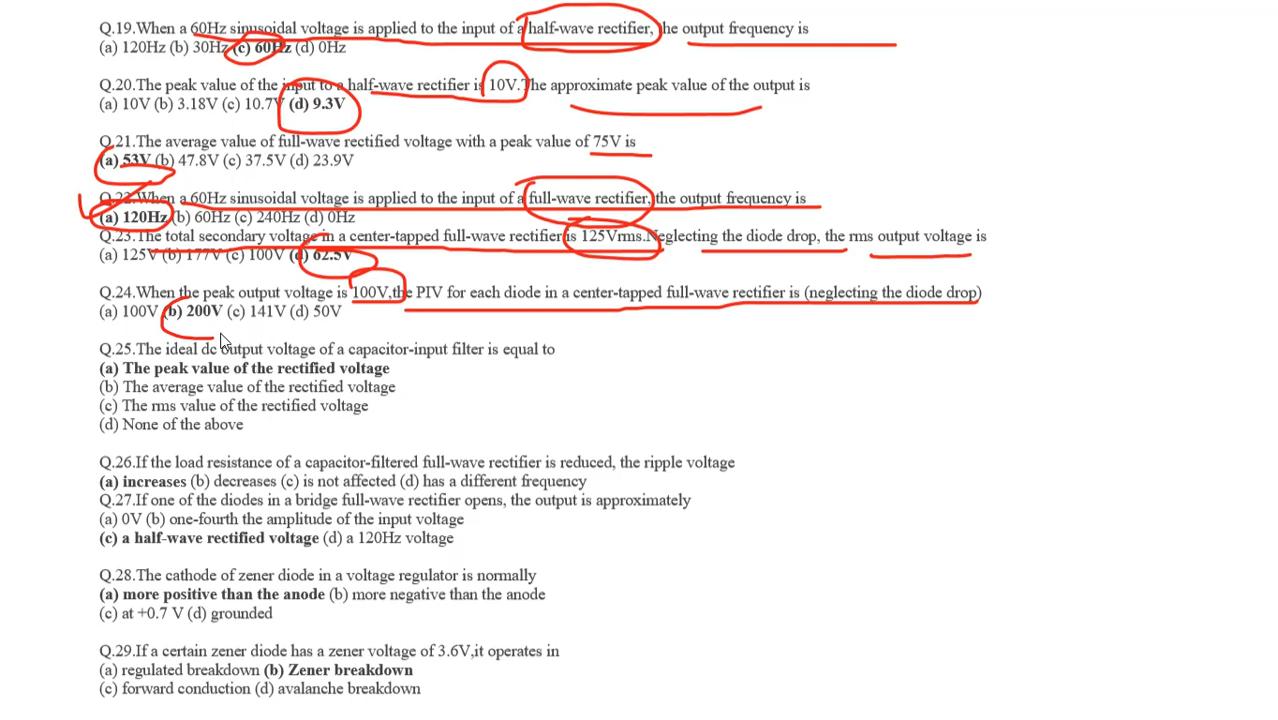 Q.19.When a 60Hz sinusoidal voltage is applied to the input of a half-wave rectifier, the output frequency is
(a) 120Hz (b) 30Hz (c) 60Hz (d) 0Hz
Q.20.The peak value of the input to a half-wave rectifier is 10V.The approximate peak value of the output is
(a) 10V (b) 3.18V (c) 10.7V (d) 9.3V
Q.21.The average value of full-wave rectified voltage with a peak value of 75V is
(a) 53V (b) 47.8V (c) 37.5V (d) 23.9V
Q.22.When a 60Hz sinusoidal voltage is applied to the input of a full-wave rectifier, the output frequency is
(a) 120Hz (b) 60Hz (c) 240Hz (d) 0Hz
Q.23.The total secondary voltage in a center-tapped full-wave rectifier is 125Vrms.Neglecting the diode drop, the rms output voltage is
(a) 125V (b) 177V (c) 100V (d) 62.5V
Q.24.When the peak output voltage is 100V,the PIV for each diode in a center-tapped full-wave rectifier is (neglecting the diode drop)
(a) 100V (b) 200V (c) 141V (d) 50V
Q.25.The ideal dc output voltage of a capacitor-input filter is equal to
(a) The peak value of the rectified voltage
(b) The average value of the rectified voltage
(c) The rms value of the rectified voltage
(d) None of the above
Q.26.If the load resistance of a capacitor-filtered full-wave rectifier is reduced, the ripple voltage
(a) increases (b) decreases (c) is not affected (d) has a different frequency
Q.27.If one of the diodes in a bridge full-wave rectifier opens, the output is approximately
(a) 0V (b) one-fourth the amplitude of the input voltage
(c) a half-wave rectified voltage (d) a 120Hz voltage
Q.28.The cathode of zener diode in a voltage regulator is normally
(a) more positive than the anode (b) more negative than the anode
(c) at +0.7 V (d) grounded
Q.29.If a certain zener diode has a zener voltage of 3.6V,it operates in
(a) regulated breakdown (b) Zener breakdown
(c) forward conduction (d) avalanche breakdown